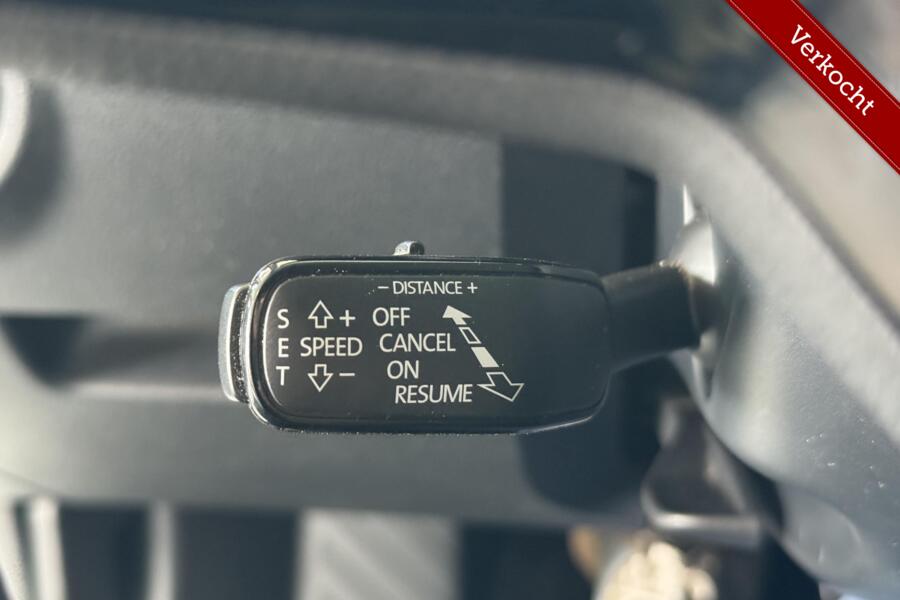 Verkocht
− DISTANCE +
S + OFF
E SPEED CANCEL
T − ON
RESUME